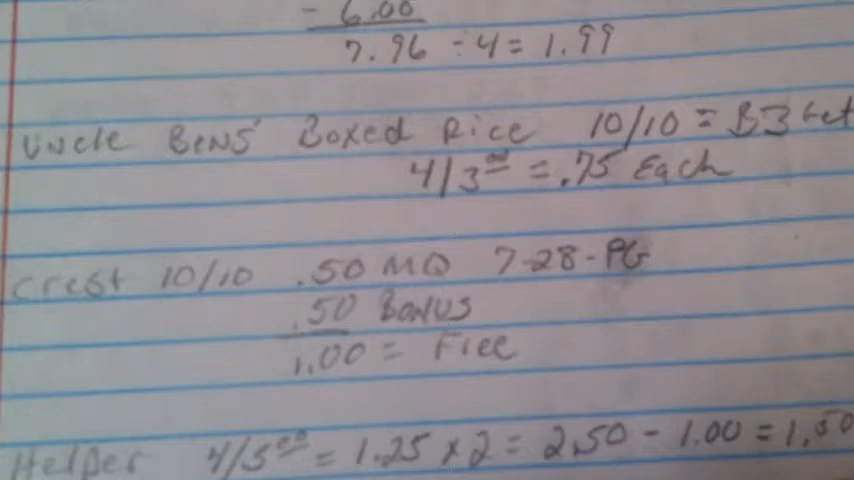 - 6.00
7.96 ÷ 4 = 1.99
Uncle Bens' Boxed Rice 10/10 = B3 Get
4/3 00 = .75 Each
Crest 10/10 .50 MQ 7-28-PG
.50 Bonus
1.00 = Free
Helper 4/5 00 = 1.25 x 2 = 2.50 - 1.00 = 1.50